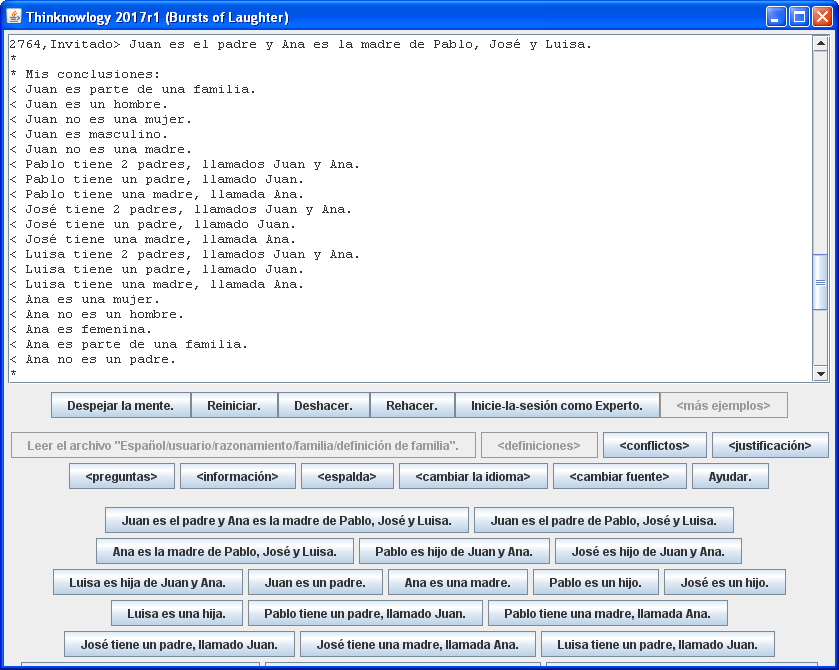 Thinknowlogy 2017r1 (Bursts of Laughter)
2764,Invitado> Juan es el padre y Ana es la madre de Pablo, José y Luisa.
*
* Mis conclusiones:
< Juan es parte de una familia.
< Juan es un hombre.
< Juan no es una mujer.
< Juan es masculino.
< Juan no es una madre.
< Pablo tiene 2 padres, llamados Juan y Ana.
< Pablo tiene un padre, llamado Juan.
< Pablo tiene una madre, llamada Ana.
< José tiene 2 padres, llamados Juan y Ana.
< José tiene un padre, llamado Juan.
< José tiene una madre, llamada Ana.
< Luisa tiene 2 padres, llamados Juan y Ana.
< Luisa tiene un padre, llamado Juan.
< Luisa tiene una madre, llamada Ana.
< Ana es una mujer.
< Ana no es un hombre.
< Ana es femenina.
< Ana es parte de una familia.
< Ana no es un padre.
*
Despejar la mente. Reiniciar. Deshacer. Rehacer. Inicie-la-sesión como Experto. <más ejemplos>
Leer el archivo "Español/usuario/razonamiento/familia/definición de familia". <definiciones> <conflictos> <justificación>
<preguntas> <información> <espalda> <cambiar la idioma> <cambiar fuente> Ayudar.
Juan es el padre y Ana es la madre de Pablo, José y Luisa. Juan es el padre de Pablo, José y Luisa.
Ana es la madre de Pablo, José y Luisa. Pablo es hijo de Juan y Ana. José es hijo de Juan y Ana.
Luisa es hija de Juan y Ana. Juan es un padre. Ana es una madre. Pablo es un hijo. José es un hijo.
Luisa es una hija. Pablo tiene un padre, llamado Juan. Pablo tiene una madre, llamada Ana.
José tiene un padre, llamado Juan. José tiene una madre, llamada Ana. Luisa tiene un padre, llamado Juan.